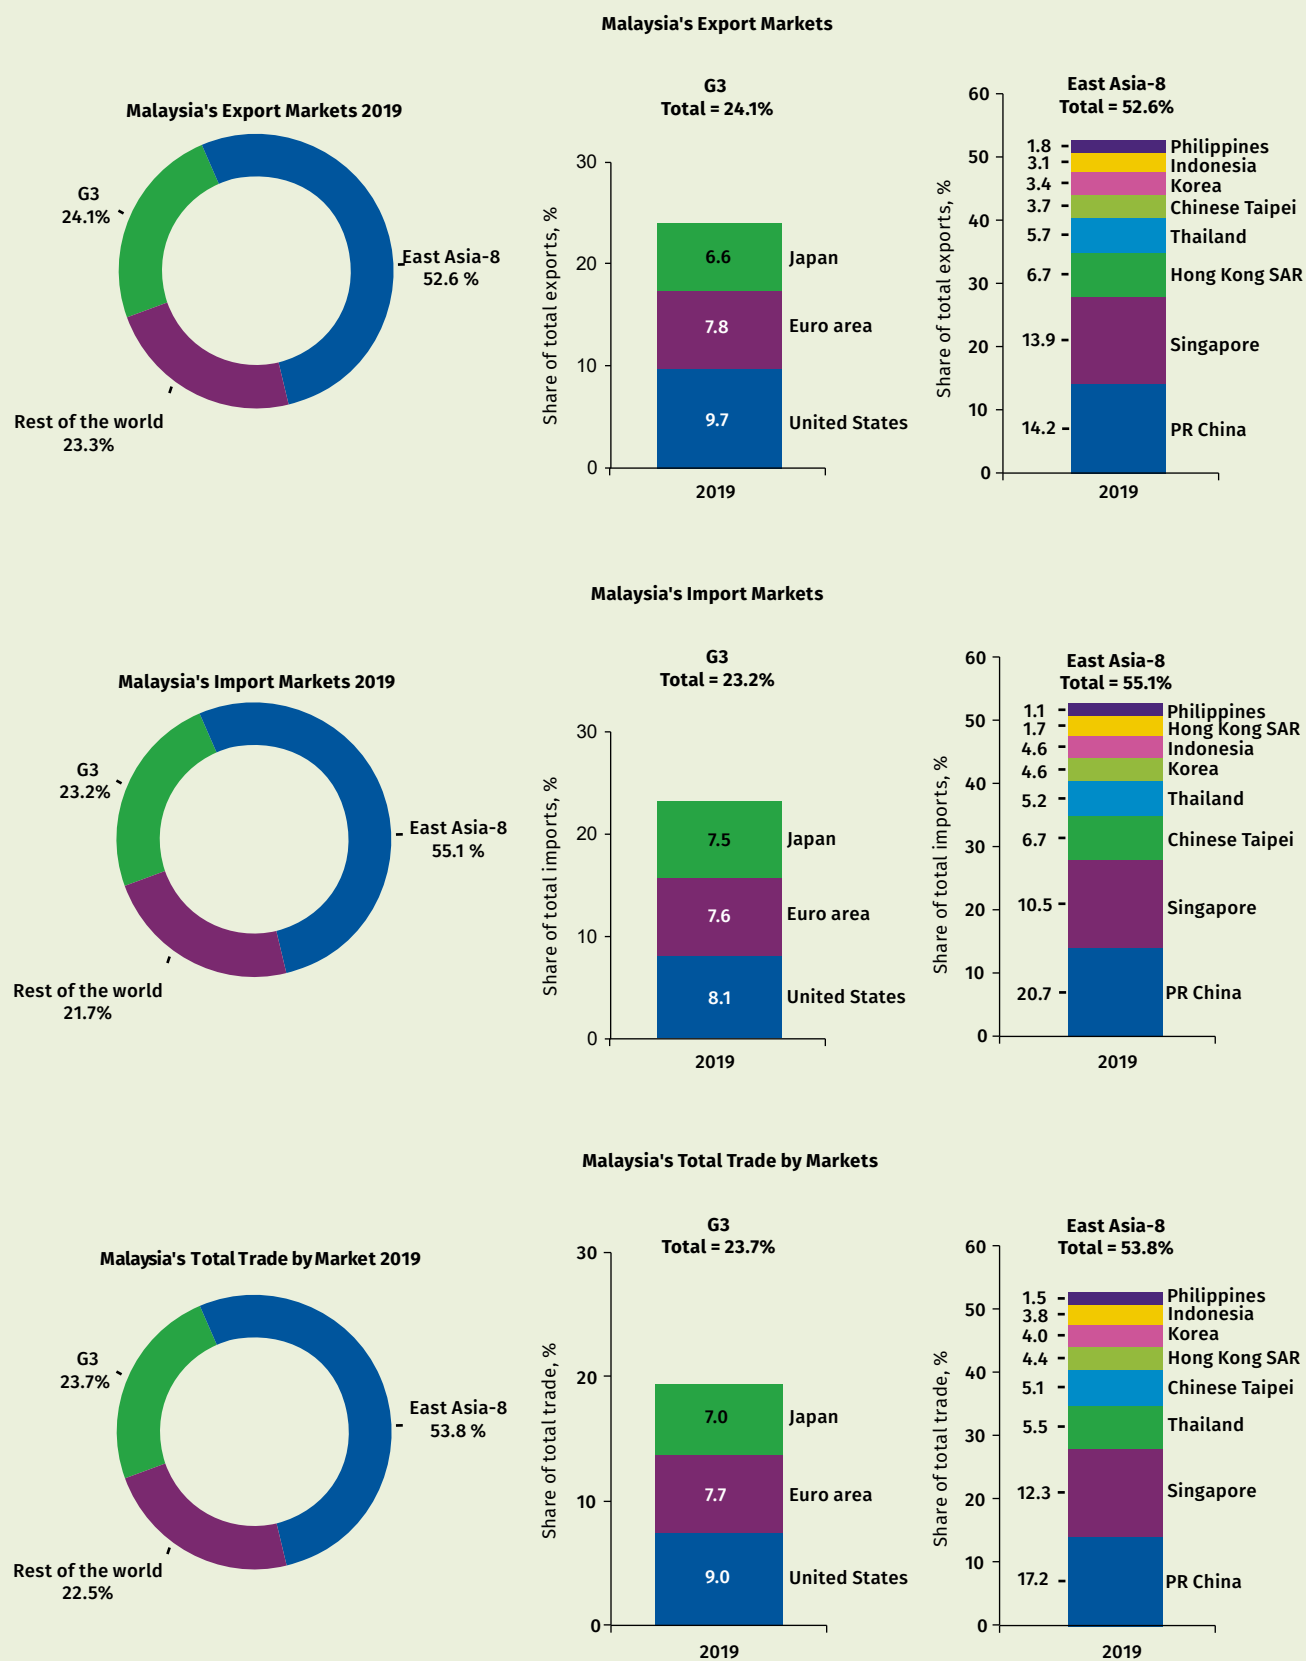 Malaysia's Export Markets
Malaysia's Export Markets 2019
G3
24.1%
East Asia-8
52.6 %
Rest of the world
23.3%
G3
Total = 24.1%
Share of total exports, %
30
20
10
0
6.6
Japan
7.8
Euro area
9.7
United States
2019
East Asia-8
Total = 52.6%
Share of total exports, %
60
50
40
30
20
10
0
1.8
Philippines
3.1
Indonesia
3.4
Korea
3.7
Chinese Taipei
5.7
Thailand
6.7
Hong Kong SAR
13.9
Singapore
14.2
PR China
2019
Malaysia's Import Markets
Malaysia's Import Markets 2019
G3
23.2%
East Asia-8
55.1 %
Rest of the world
21.7%
G3
Total = 23.2%
Share of total imports, %
30
20
10
0
7.5
Japan
7.6
Euro area
8.1
United States
2019
East Asia-8
Total = 55.1%
Share of total imports, %
60
50
40
30
20
10
0
1.1
Philippines
1.7
Hong Kong SAR
4.6
Indonesia
4.6
Korea
5.2
Thailand
6.7
Chinese Taipei
10.5
Singapore
20.7
PR China
2019
Malaysia's Total Trade by Markets
Malaysia's Total Trade by Market 2019
G3
23.7%
East Asia-8
53.8 %
Rest of the world
22.5%
G3
Total = 23.7%
Share of total trade, %
30
20
10
0
7.0
Japan
7.7
Euro area
9.0
United States
2019
East Asia-8
Total = 53.8%
Share of total trade, %
60
50
40
30
20
10
0
1.5
Philippines
3.8
Indonesia
4.0
Korea
4.4
Hong Kong SAR
5.1
Chinese Taipei
5.5
Thailand
12.3
Singapore
17.2
PR China
2019